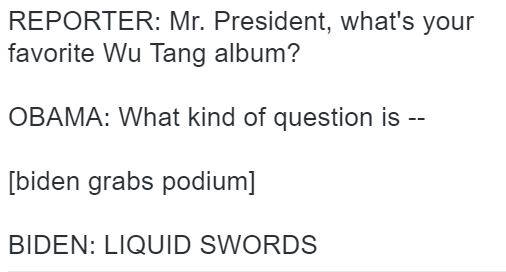 REPORTER: Mr. President, what's your
favorite Wu Tang album?
OBAMA: What kind of question is --
[biden grabs podium]
BIDEN: LIQUID SWORDS